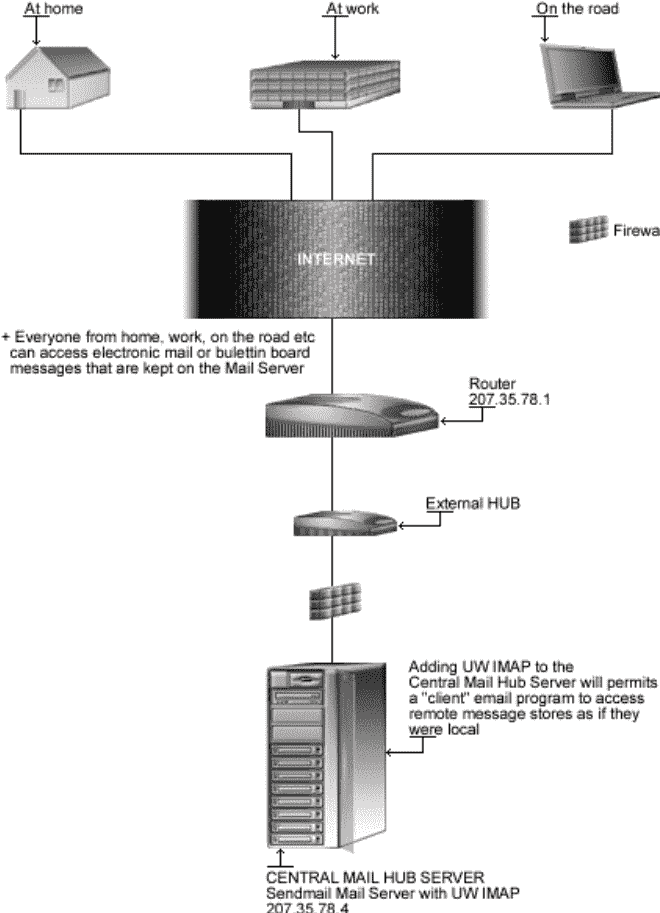 At home
At work
On the road
INTERNET
Firewa
+ Everyone from home, work, on the road etc
can access electronic mail or bulettin board
messages that are kept on the Mail Server
Router
207.35.78.1
External HUB
Adding UW IMAP to the
Central Mail Hub Server will permits
a "client" email program to access
remote message stores as if they
were local
CENTRAL MAIL HUB SERVER
Sendmail Mail Server with UW IMAP
207.35.78.4